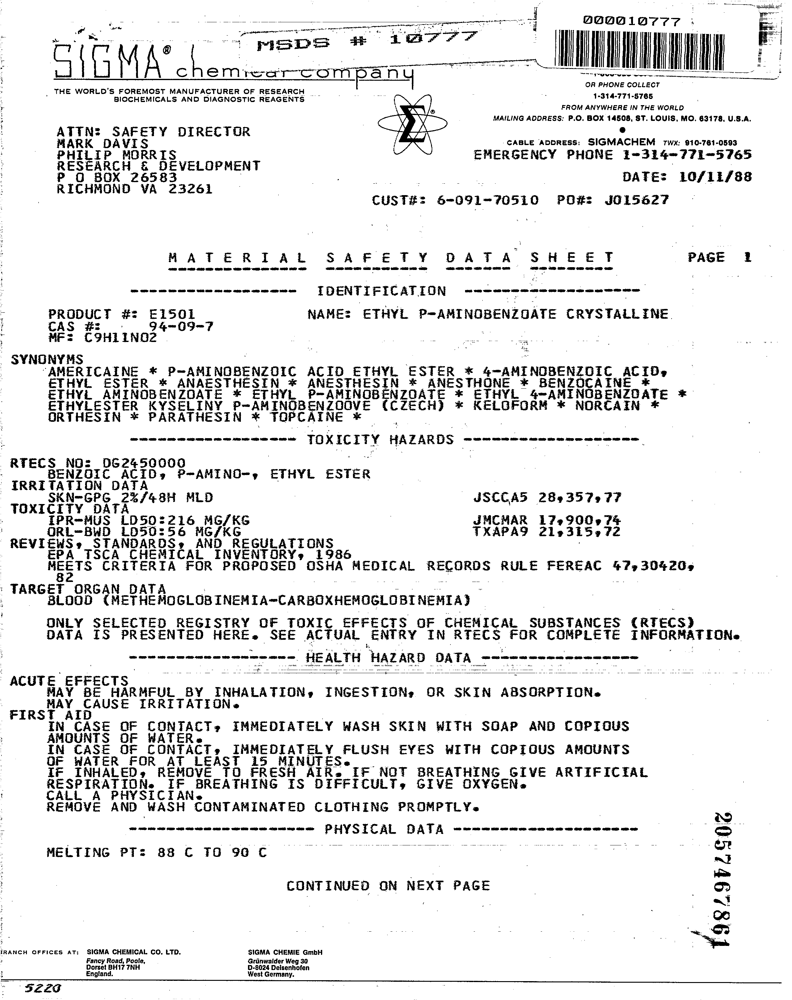 000010777
MSDS # 10777
SIGMA® chemical company
THE WORLD'S FOREMOST MANUFACTURER OF RESEARCH
BIOCHEMICALS AND DIAGNOSTIC REAGENTS
OR PHONE COLLECT
1-314-771-5765
FROM ANYWHERE IN THE WORLD
MAILING ADDRESS: P.O. BOX 14508, ST. LOUIS, MO. 63178, U.S.A.
CABLE ADDRESS: SIGMACHEM TWX: 910-761-0593
EMERGENCY PHONE 1-314-771-5765
ATTN: SAFETY DIRECTOR
MARK DAVIS
PHILIP MORRIS
RESEARCH & DEVELOPMENT
P O BOX 26583
RICHMOND VA 23261
DATE: 10/11/88
CUST#: 6-091-70510 PO#: J015627
M A T E R I A L S A F E T Y D A T A S H E E T PAGE 1
------------------ IDENTIFICATION ------------------
PRODUCT #: E1501 NAME: ETHYL P-AMINOBENZOATE CRYSTALLINE
CAS #: 94-09-7
MF: C9H11NO2
SYNONYMS
AMERICAINE * P-AMINOBENZOIC ACID ETHYL ESTER * 4-AMINOBENZOIC ACID,
ETHYL ESTER * ANAESTHESIN * ANESTHESIN * ANESTHONE * BENZOCAINE *
ETHYL AMINOBENZOATE * ETHYL P-AMINOBENZOATE * ETHYL 4-AMINOBENZOATE *
ETHYLESTER KYSELINY P-AMINOBENZOOVE (CZECH) * KELOFORM * NORCAIN *
ORTHESIN * PARATHESIN * TOPCAINE *
------------------ TOXICITY HAZARDS ------------------
RTECS NO: DG2450000
BENZOIC ACID, P-AMINO-, ETHYL ESTER
IRRITATION DATA
SKN-GPG 2%/48H MLD JSCCA5 28,357,77
TOXICITY DATA
IPR-MUS LD50:216 MG/KG JMCMAR 17,900,74
ORL-BWD LD50:56 MG/KG TXAPA9 21,315,72
REVIEWS, STANDARDS, AND REGULATIONS
EPA TSCA CHEMICAL INVENTORY, 1986
MEETS CRITERIA FOR PROPOSED OSHA MEDICAL RECORDS RULE FEREAC 47,30420,
82
TARGET ORGAN DATA
BLOOD (METHEMOGLOBINEMIA-CARBOXHEMOGLOBINEMIA)
ONLY SELECTED REGISTRY OF TOXIC EFFECTS OF CHEMICAL SUBSTANCES (RTECS)
DATA IS PRESENTED HERE. SEE ACTUAL ENTRY IN RTECS FOR COMPLETE INFORMATION.
------------------ HEALTH HAZARD DATA ------------------
ACUTE EFFECTS
MAY BE HARMFUL BY INHALATION, INGESTION, OR SKIN ABSORPTION.
MAY CAUSE IRRITATION.
FIRST AID
IN CASE OF CONTACT, IMMEDIATELY WASH SKIN WITH SOAP AND COPIOUS
AMOUNTS OF WATER.
IN CASE OF CONTACT, IMMEDIATELY FLUSH EYES WITH COPIOUS AMOUNTS
OF WATER FOR AT LEAST 15 MINUTES.
IF INHALED, REMOVE TO FRESH AIR. IF NOT BREATHING GIVE ARTIFICIAL
RESPIRATION. IF BREATHING IS DIFFICULT, GIVE OXYGEN.
CALL A PHYSICIAN.
REMOVE AND WASH CONTAMINATED CLOTHING PROMPTLY.
------------------ PHYSICAL DATA ------------------
MELTING PT: 88 C TO 90 C
CONTINUED ON NEXT PAGE
2057467861
BRANCH OFFICES AT: SIGMA CHEMICAL CO. LTD. SIGMA CHEMIE GmbH
Fancy Road, Poole, Grünwalder Weg 30
Dorset BH17 7NH D-8024 Deisenhofen
England. West Germany.
5220